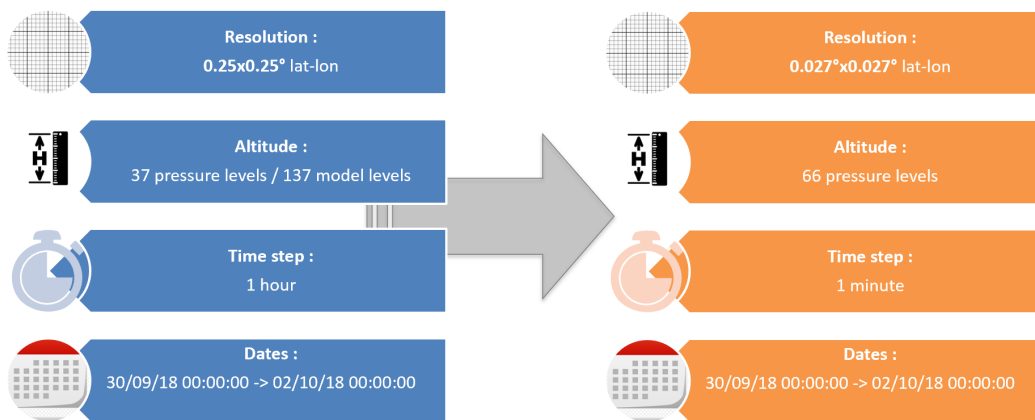 Resolution :
0.25x0.25° lat-lon
H
Altitude :
37 pressure levels / 137 model levels
Time step :
1 hour
Dates :
30/09/18 00:00:00 -> 02/10/18 00:00:00
Resolution :
0.027°x0.027° lat-lon
H
Altitude :
66 pressure levels
Time step :
1 minute
Dates :
30/09/18 00:00:00 -> 02/10/18 00:00:00